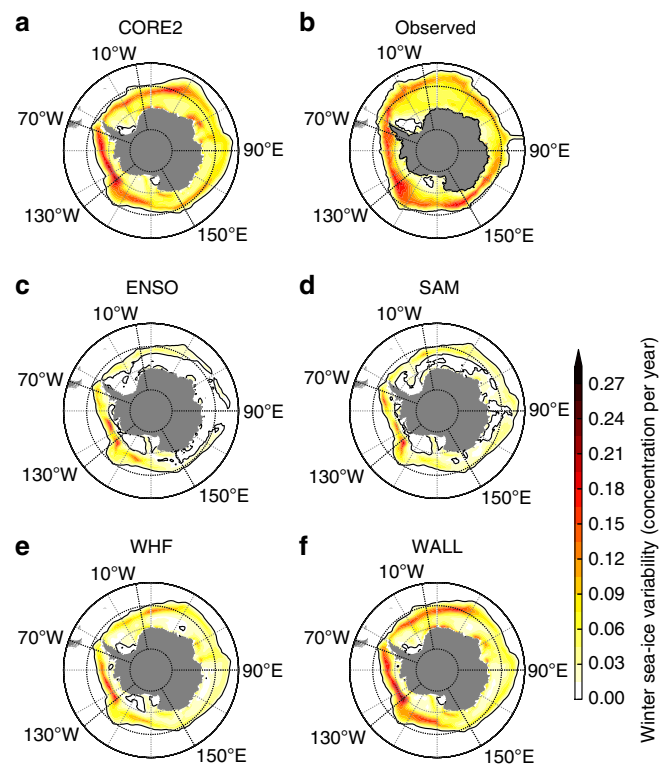 a CORE2
b Observed
10°W
70°W
90°E
130°W
150°E
10°W
70°W
90°E
130°W
150°E
c ENSO
d SAM
10°W
70°W
90°E
130°W
150°E
10°W
70°W
90°E
130°W
150°E
e WHF
f WALL
10°W
70°W
90°E
130°W
150°E
10°W
70°W
90°E
130°W
150°E
0.27
0.24
0.21
0.18
0.15
0.12
0.09
0.06
0.03
0.00
Winter sea-ice variability (concentration per year)